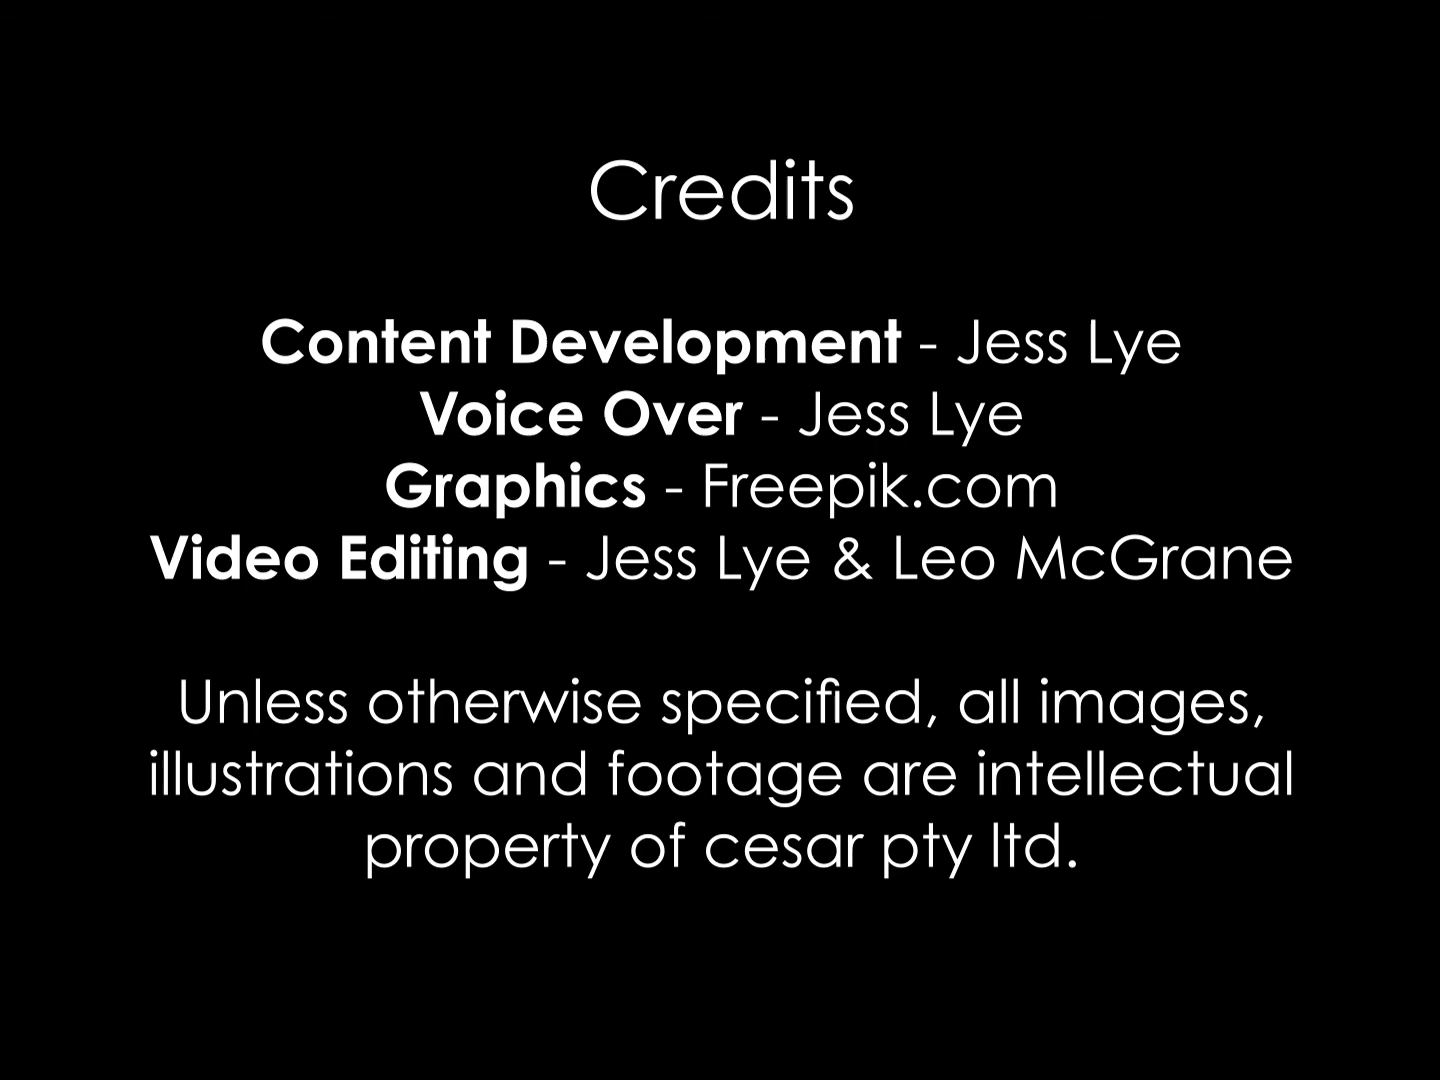 Credits
Content Development - Jess Lye
Voice Over - Jess Lye
Graphics - Freepik.com
Video Editing - Jess Lye & Leo McGrane
Unless otherwise specified, all images,
illustrations and footage are intellectual
property of cesar pty ltd.